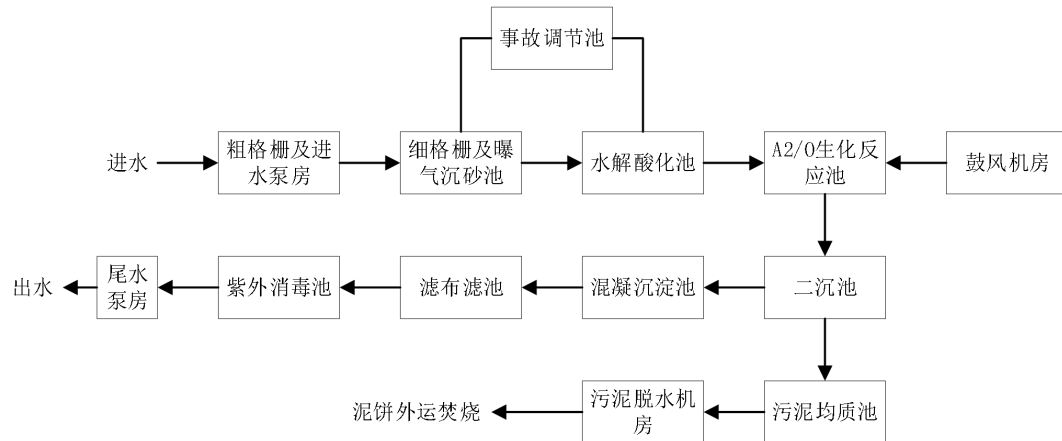 事故调节池
进水
粗格栅及进
水泵房
细格栅及曝
气沉砂池
水解酸化池
A2/O生化反
应池
鼓风机房
出水
尾水
泵房
紫外消毒池
滤布滤池
混凝沉淀池
二沉池
泥饼外运焚烧
污泥脱水机
房
污泥均质池